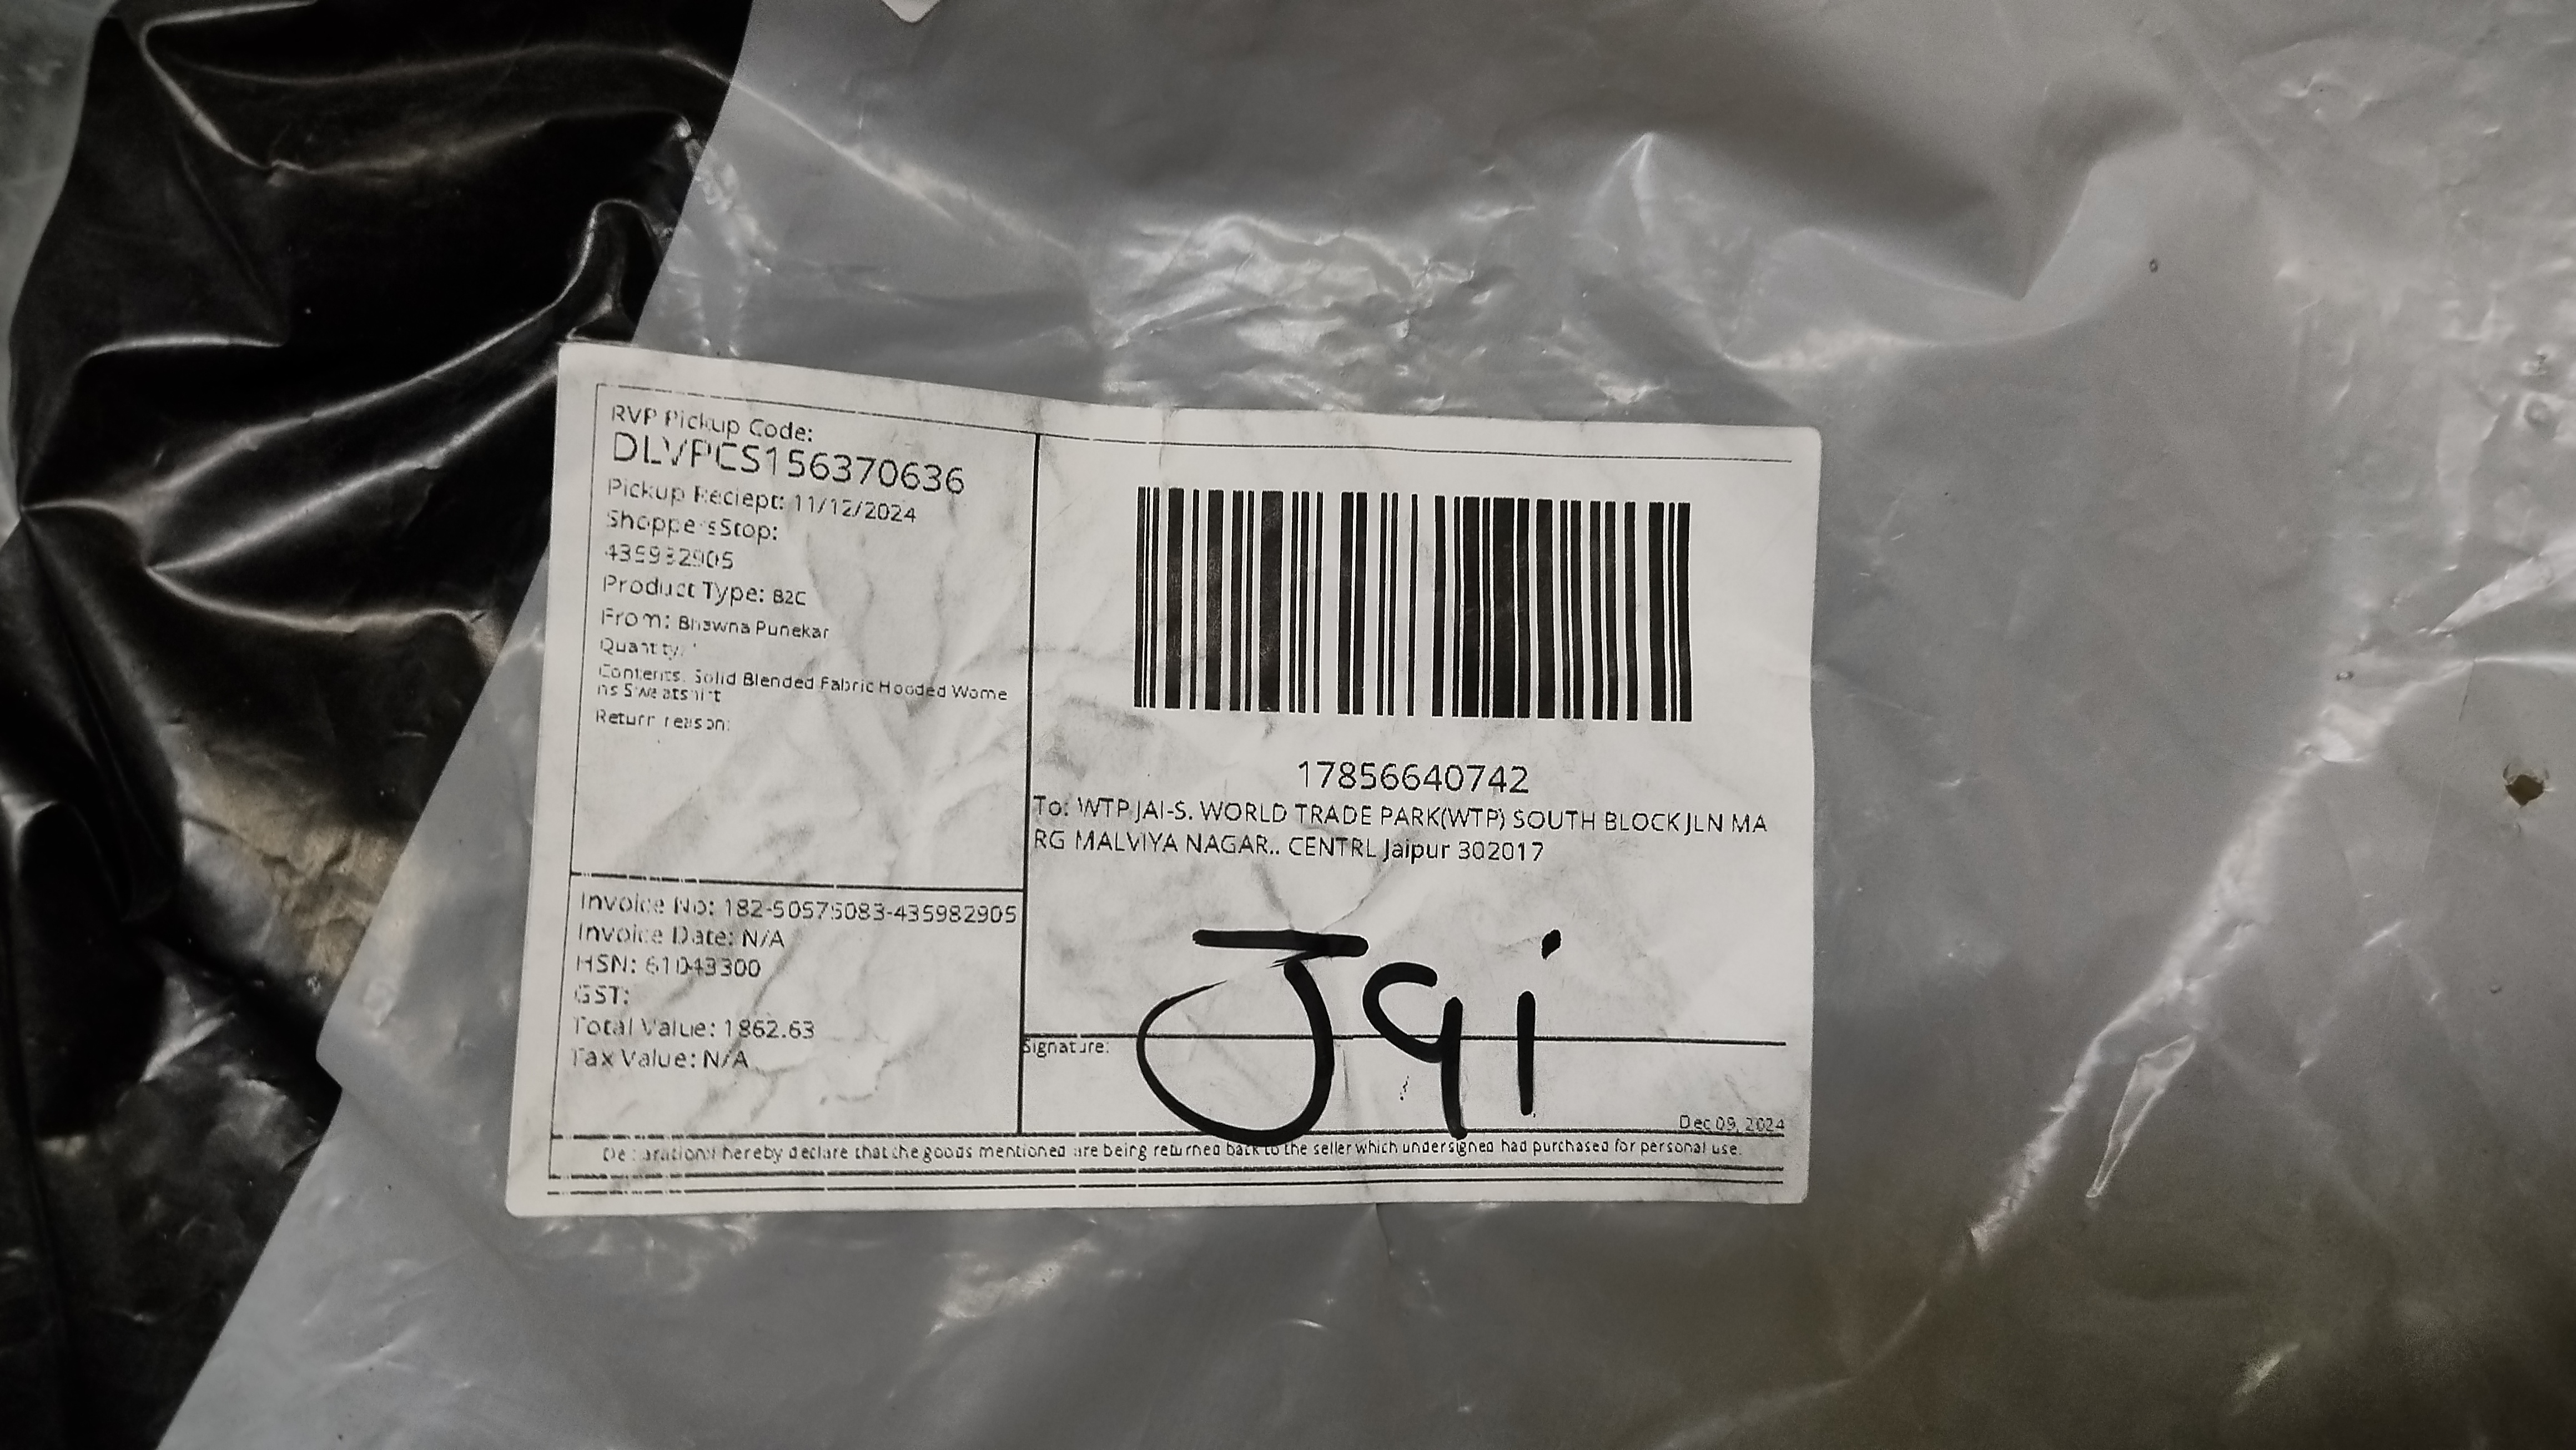 RVP Pickup Code:
DLVPCS156370636
Pickup Reciept: 11/12/2024
ShoppersStop:
435982905
Product Type: B2C
From: Bhawna Punekar
Quantity:
Contents: Solid Blended Fabric Hooded Wome
ns Sweatshirt
Return reason:
Invoice No: 182-50575083-435982905
Invoice Date: N/A
HSN: 61043300
GST:
Total Value: 1862.63
Tax Value: N/A
17856640742
To: WTP JAI-S. WORLD TRADE PARK(WTP) SOUTH BLOCK JLN MA
RG MALVIYA NAGAR.. CENTRL Jaipur 302017
Jai
Signature:
Dec 09, 2024
Declaration I hereby declare that the goods mentioned are being returned back to the seller which undersigned had purchased for personal use.